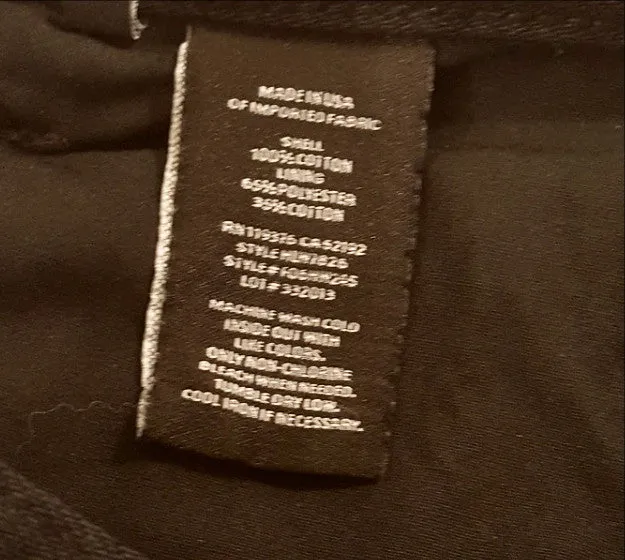 MADE IN USA
OF IMPORTED FABRIC
SHELL
100% COTTON
LINING
65% POLYESTER
35% COTTON
RN 119376 CA 52192
STYLE
STYLE#
LOT # 332013
MACHINE WASH COLD
INSIDE OUT WITH
LIKE COLORS.
ONLY NON-CHLORINE
BLEACH WHEN NEEDED.
TUMBLE DRY LOW.
COOL IRON IF NECESSARY.